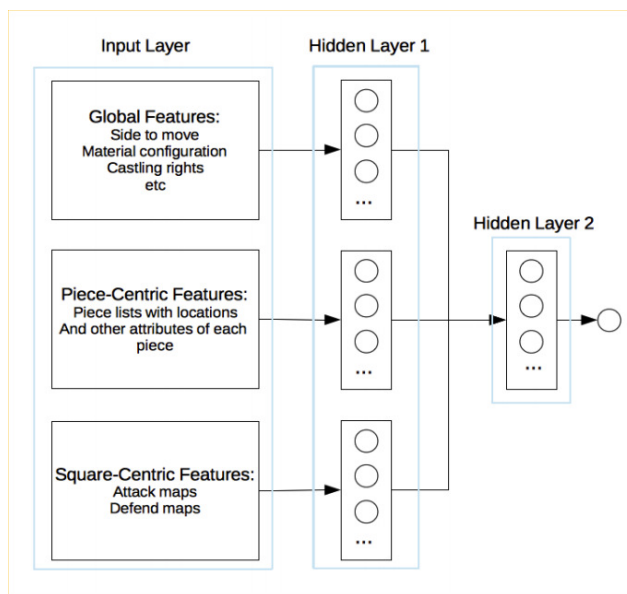 Input Layer
Hidden Layer 1
Global Features:
Side to move
Material configuration
Castling rights
etc
...
Hidden Layer 2
Piece-Centric Features:
Piece lists with locations
And other attributes of each
piece
...
...
Square-Centric Features:
Attack maps
Defend maps
...